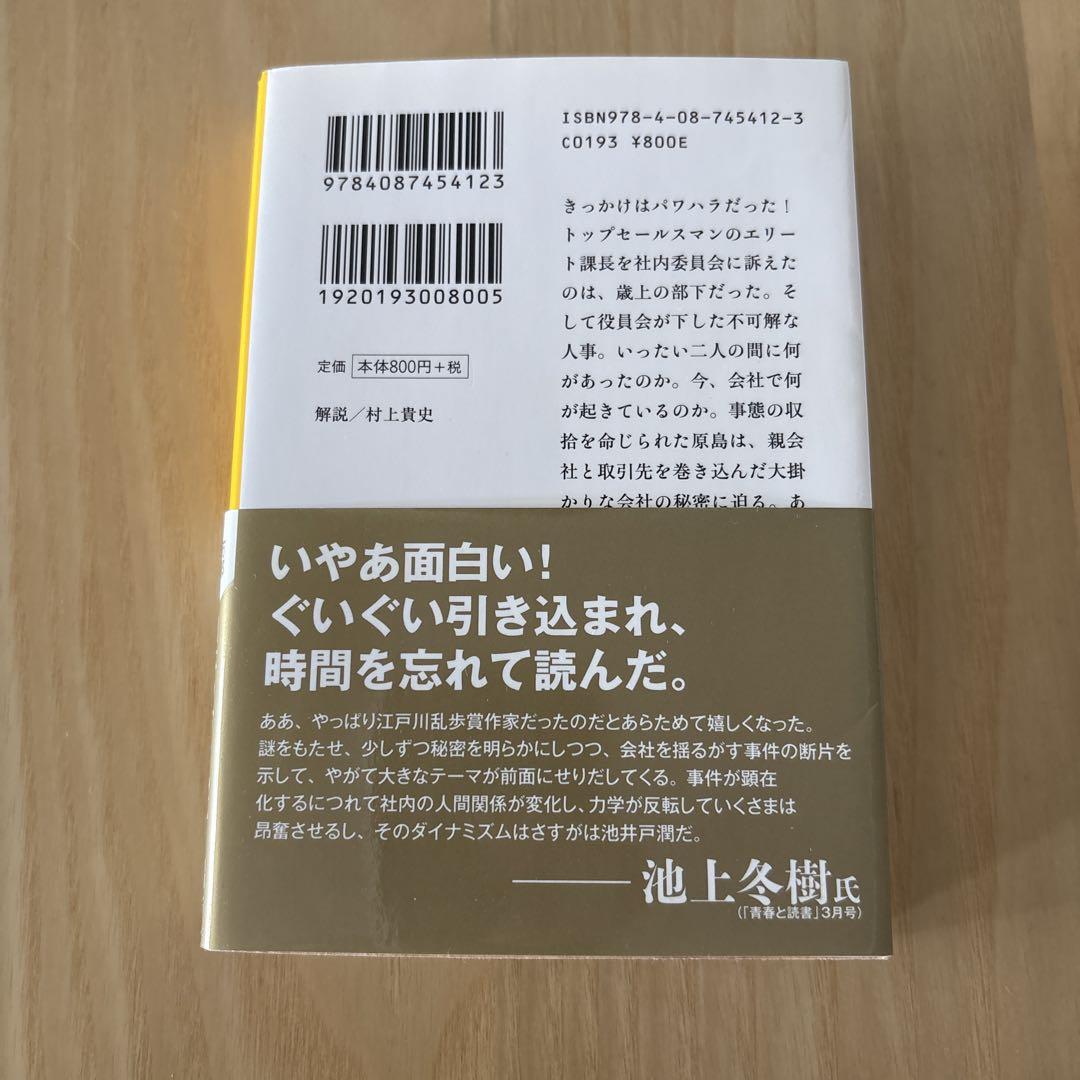 9784087454123
1920193008005
定価 本体800円+税
解説/村上貴史
ISBN978-4-08-745412-3
C0193 ¥800E
きっかけはパワハラだった!
トップセールスマンのエリー
ト課長を社内委員会に訴えた
のは、歳上の部下だった。そ
して役員会が下した不可解な
人事。いったい二人の間に何
があったのか。今、会社で何
が起きているのか。事態の収
拾を命じられた原島は、親会
社と取引先を巻き込んだ大掛
かりな会社の秘密に迫る。あ
いやあ面白い!
ぐいぐい引き込まれ、
時間を忘れて読んだ。
ああ、やっぱり江戸川乱歩賞作家だったのだとあらためて嬉しくなった。
謎をもたせ、少しずつ秘密を明らかにしつつ、会社を揺るがす事件の断片を
示して、やがて大きなテーマが前面にせりだしてくる。事件が顕在
化するにつれて社内の人間関係が変化し、力学が反転していくさまは
昂奮させるし、そのダイナミズムはさすがは池井戸潤だ。
――池上冬樹氏
(「青春と読書」3月号)